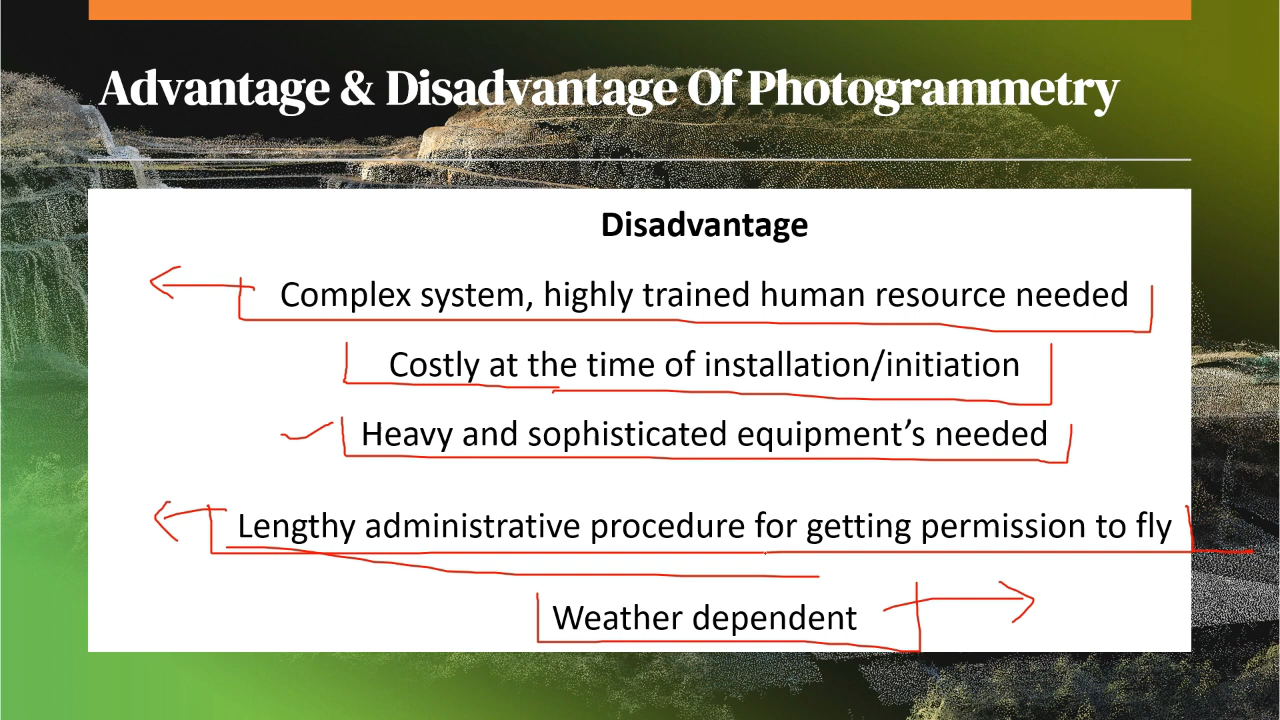 Advantage & Disadvantage Of Photogrammetry
Disadvantage
Complex system, highly trained human resource needed
Costly at the time of installation/initiation
Heavy and sophisticated equipment’s needed
Lengthy administrative procedure for getting permission to fly
Weather dependent